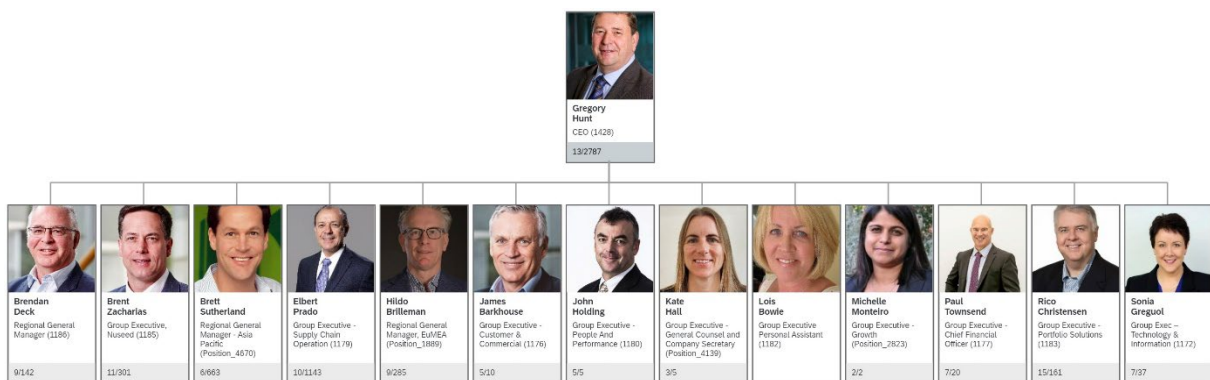 Gregory
Hunt
CEO (1428)
13/2787
Brendan
Deck
Regional General
Manager (1186)
9/142
Brent
Zacharias
Group Executive,
Nuseed (1185)
11/301
Brett
Sutherland
Regional General
Manager - Asia
Pacific
(Position_4670)
6/663
Elbert
Prado
Group Executive -
Supply Chain
Operation (1179)
10/1143
Hildo
Brilleman
Regional General
Manager, EuMEA
(Position_1889)
9/285
James
Barkhouse
Group Executive -
Customer &
Commercial (1176)
5/10
John
Holding
Group Executive -
People And
Performance (1180)
5/5
Kate
Hall
Group Executive -
General Counsel and
Company Secretary
(Position_4139)
3/5
Lois
Bowle
Group Executive
Personal Assistant
(1182)
Michelle
Monteiro
Group Executive -
Growth
(Position_2823)
2/2
Paul
Townsend
Group Executive -
Chief Financial
Officer (1177)
7/20
Rico
Christensen
Group Executive -
Portfolio Solutions
(1183)
15/161
Sonia
Greguol
Group Exec –
Technology &
Information (1172)
7/37